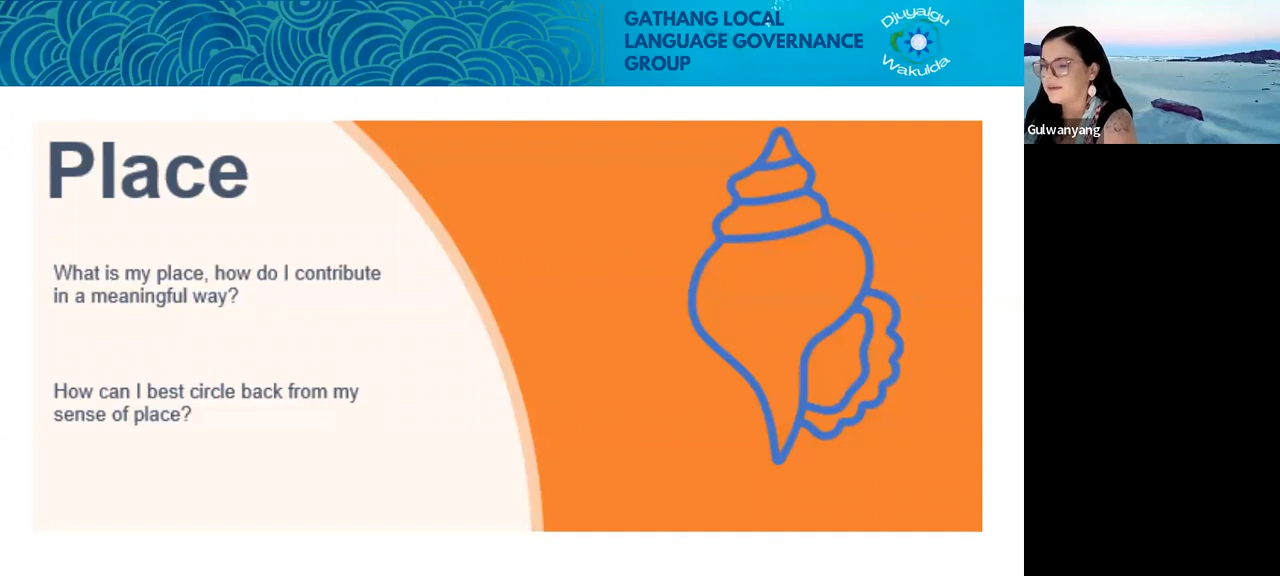 GATHANG LOCAL
LANGUAGE GOVERNANCE
GROUP
Djuyalgu
Wakulda
Gulwanyang
Place
What is my place, how do I contribute
in a meaningful way?
How can I best circle back from my
sense of place?